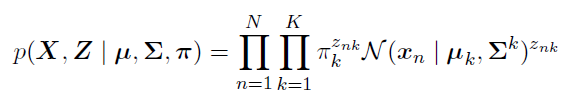 p(X, Z | μ, Σ, π) = ∏_{n=1}^{N} ∏_{k=1}^{K} π_k^{z_{nk}} 𝒩(x_n | μ_k, Σ^k)^{z_{nk}}